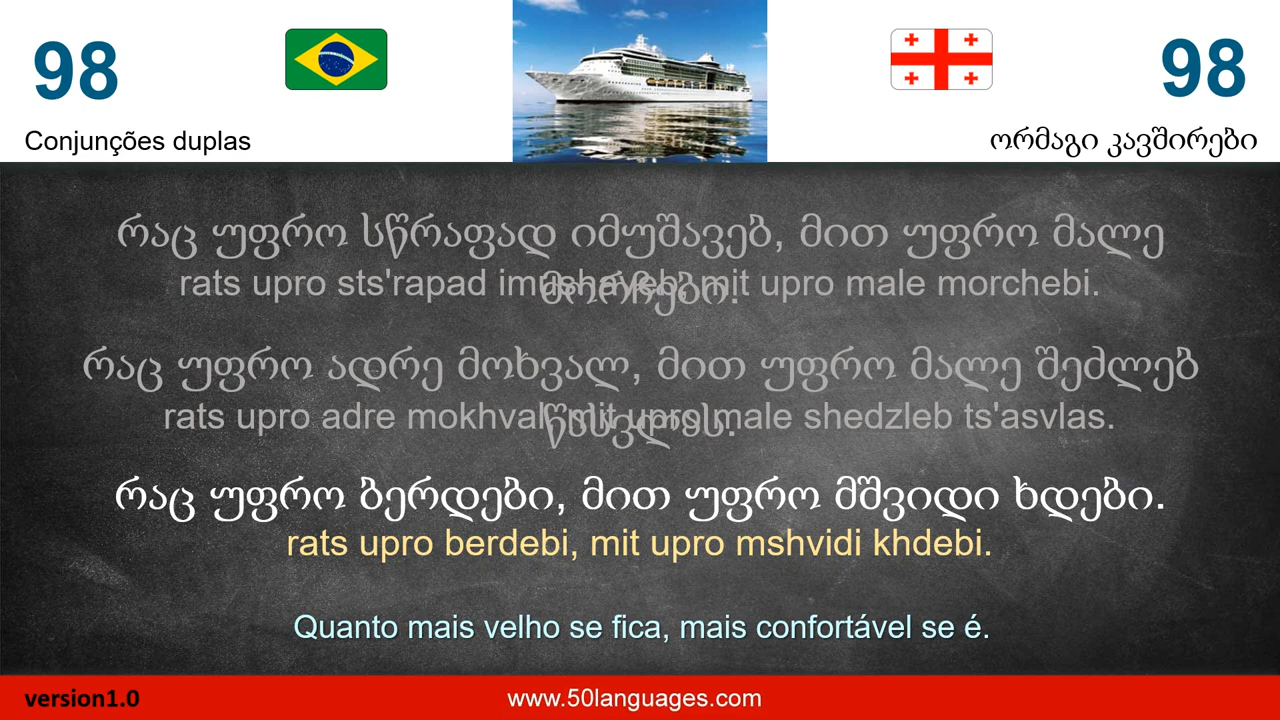 98
98
Conjunções duplas
ორმაგი კავშირები
რაც უფრო სწრაფად იმუშავებ, მით უფრო მალე
მორჩები.
rats upro sts'rapad imushaveb, mit upro male morchebi.
რაც უფრო ადრე მოხვალ, მით უფრო მალე შეძლებ
წასვლას.
rats upro adre mokhval, mit upro male shedzleb ts'asvlas.
რაც უფრო ბერდები, მით უფრო მშვიდი ხდები.
rats upro berdebi, mit upro mshvidi khdebi.
Quanto mais velho se fica, mais confortável se é.
version1.0
www.50languages.com